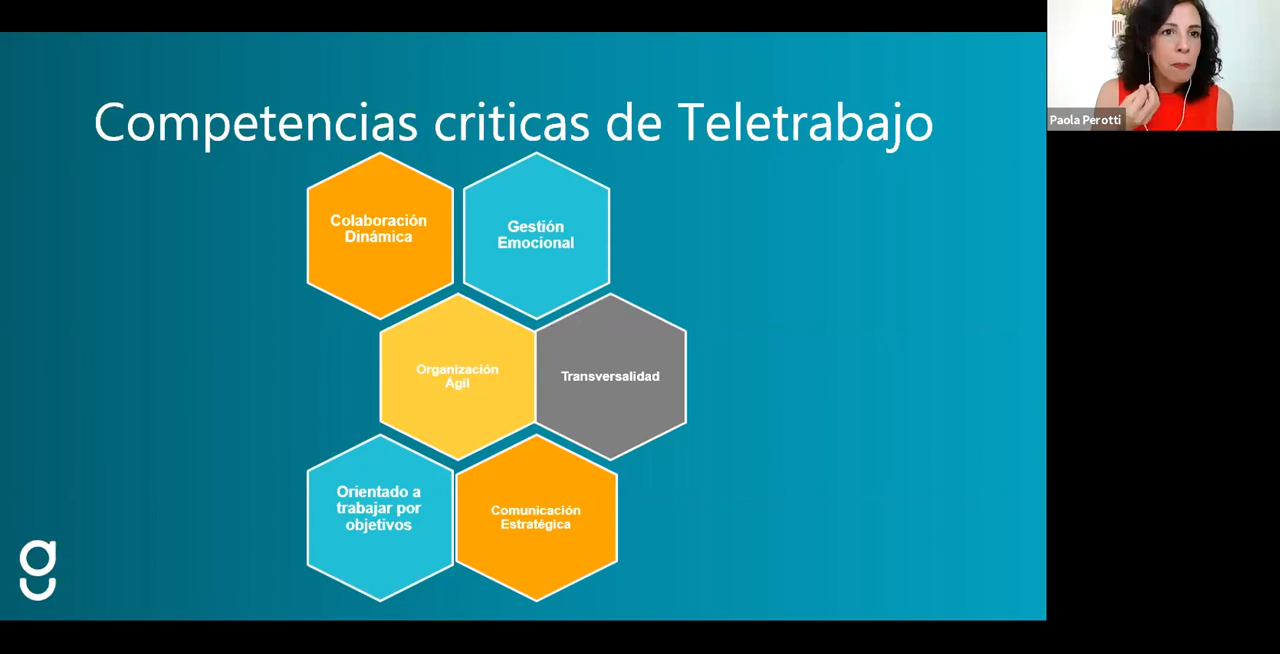 Competencias criticas de Teletrabajo
Paola Perotti
Colaboración
Dinámica
Gestión
Emocional
Organización
Ágil
Transversalidad
Orientado a
trabajar por
objetivos
Comunicación
Estratégica